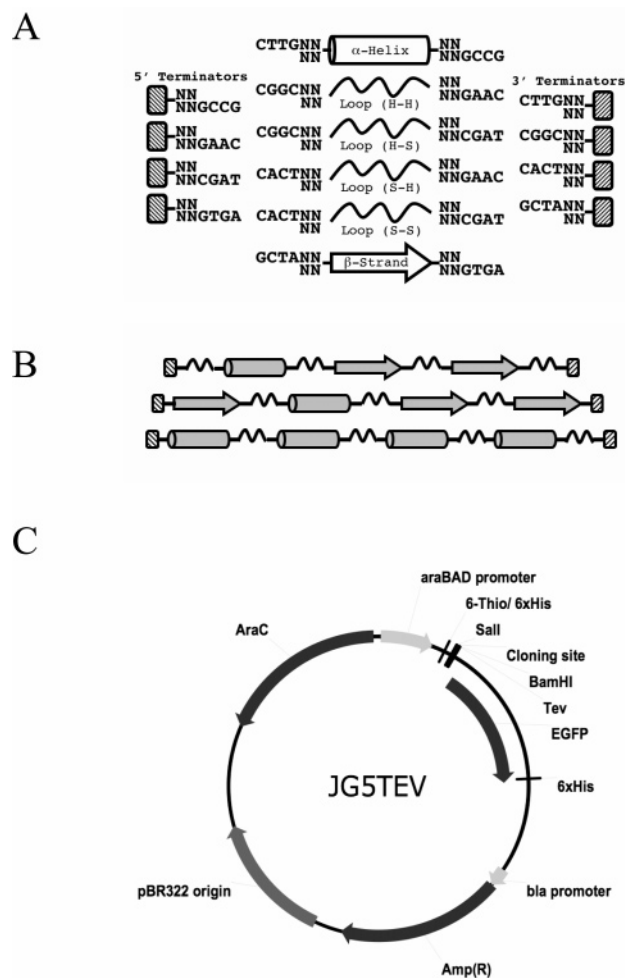 A
CTTGNN NN
NN α-Helix NNGCCG
5' Terminators
NN
NNGCCG
NN
NNGAAC
NN
NNCGAT
NN
NNGTGA
CGGCNN NN
NN Loop (H-H) NNGAAC
CGGCNN NN
NN Loop (H-S) NNCGAT
CACTNN NN
NN Loop (S-H) NNGAAC
CACTNN NN
NN Loop (S-S) NNCGAT
GCTANN NN
NN β-Strand NNGTGA
3' Terminators
CTTGNN
NN
CGGCNN
NN
CACTNN
NN
GCTANN
NN
B
C
araBAD promoter
6-Thio/ 6xHis
SalI
Cloning site
BamHI
Tev
EGFP
6xHis
bla promoter
Amp(R)
pBR322 origin
AraC
JG5TEV